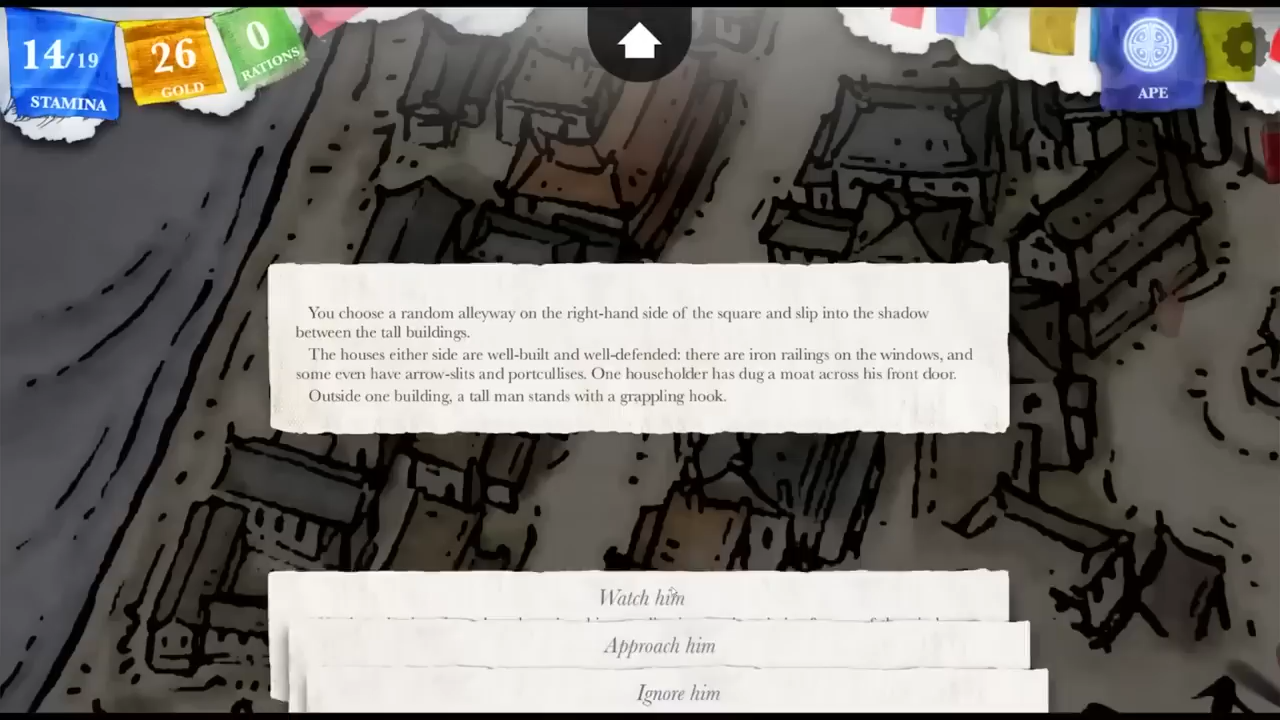 14/19
STAMINA
26
GOLD
0
RATIONS
APE
You choose a random alleyway on the right-hand side of the square and slip into the shadow
between the tall buildings.
The houses either side are well-built and well-defended: there are iron railings on the windows, and
some even have arrow-slits and portcullises. One householder has dug a moat across his front door.
Outside one building, a tall man stands with a grappling hook.
Watch him
Approach him
Ignore him